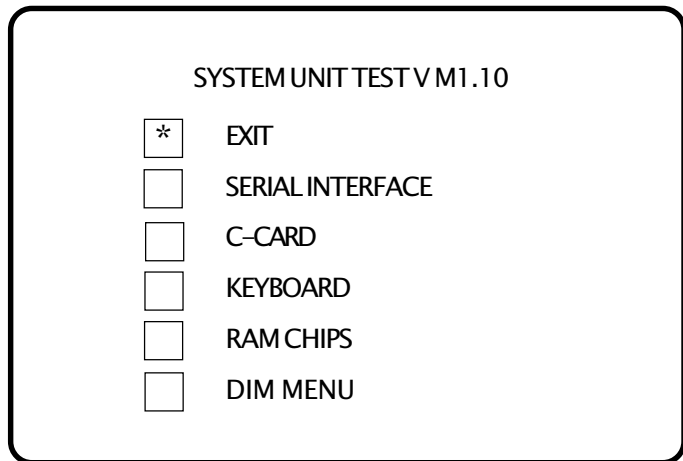 SYSTEM UNIT TEST V M1.10
* EXIT
SERIAL INTERFACE
C-CARD
KEYBOARD
RAM CHIPS
DIM MENU